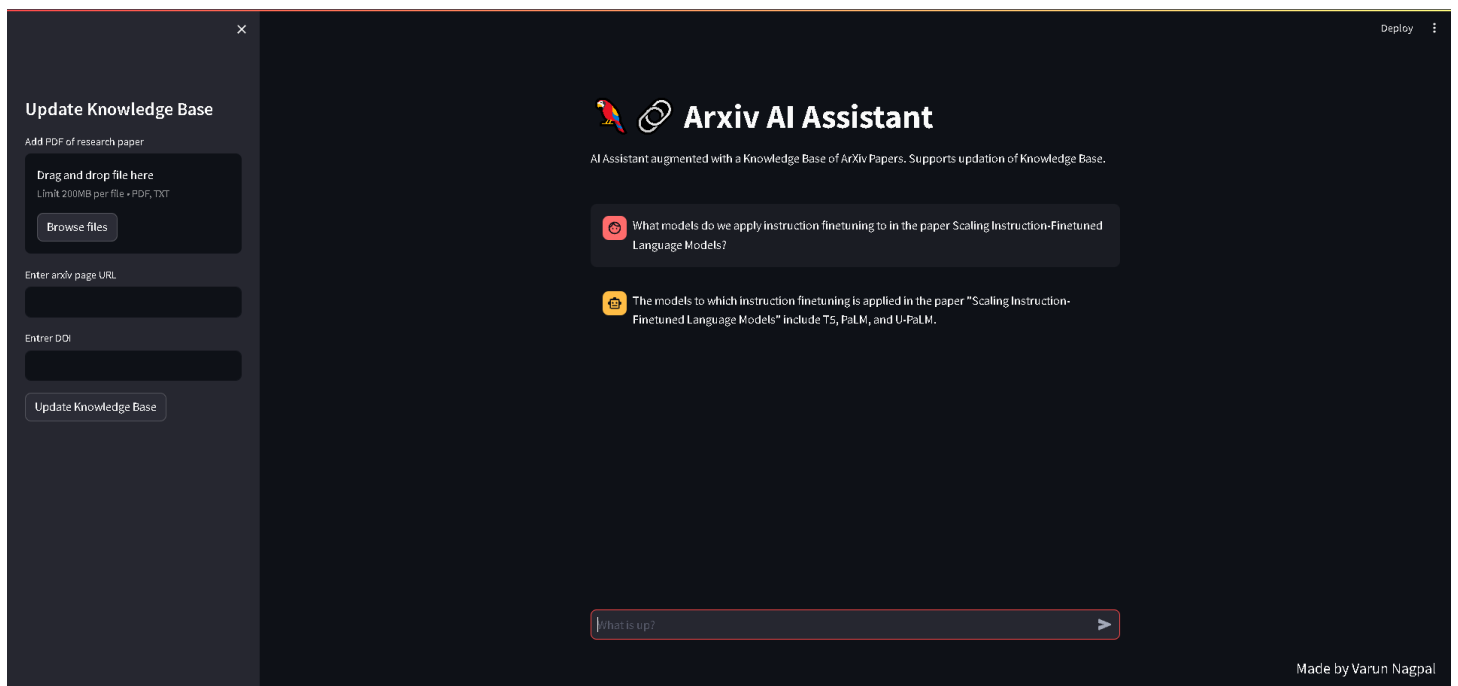 Deploy
Update Knowledge Base
Add PDF of research paper
Drag and drop file here
Limit 200MB per file • PDF, TXT
Browse files
Enter arxiv page URL
Entrer DOI
Update Knowledge Base
Arxiv AI Assistant
AI Assistant augmented with a Knowledge Base of ArXiv Papers. Supports updation of Knowledge Base.
What models do we apply instruction finetuning to in the paper Scaling Instruction-Finetuned
Language Models?
The models to which instruction finetuning is applied in the paper "Scaling Instruction-
Finetuned Language Models" include T5, PaLM, and U-PaLM.
What is up?
Made by Varun Nagpal